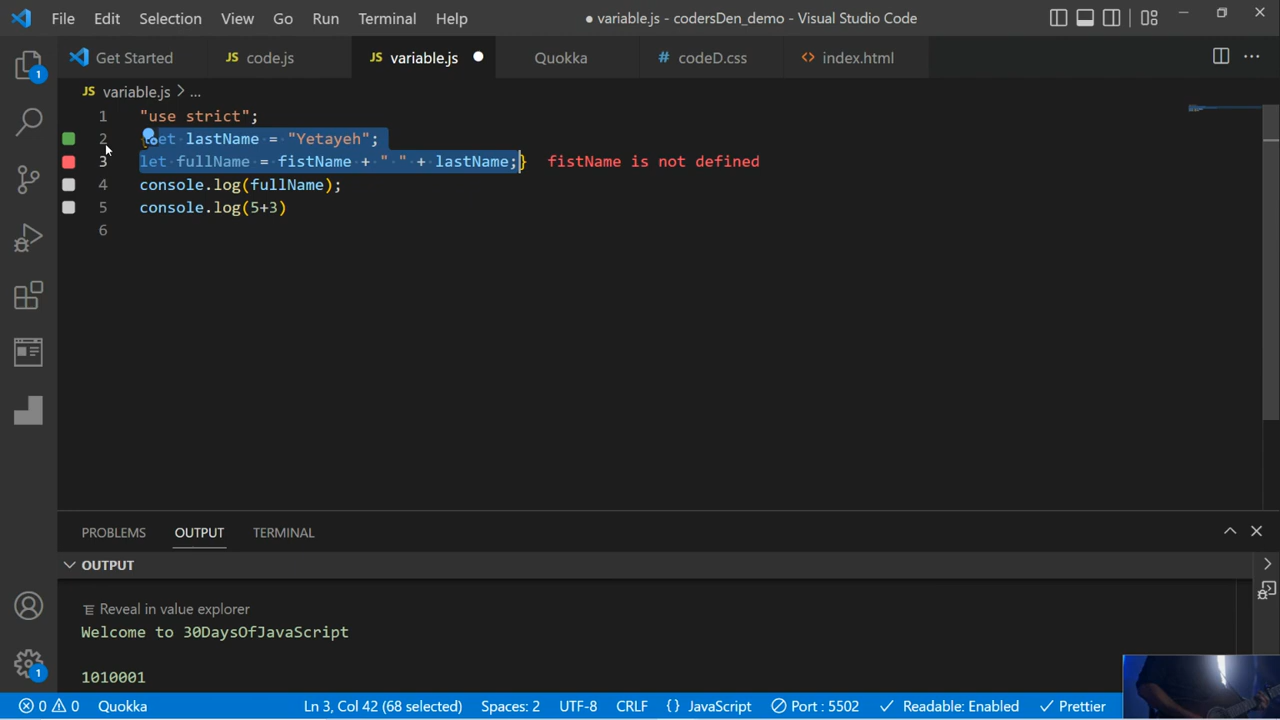 File Edit Selection View Go Run Terminal Help ● variable.js - codersDen_demo - Visual Studio Code
Get Started JS code.js JS variable.js Quokka # codeD.css <> index.html ···
1 JS variable.js > ...
1 "use strict";
2 let lastName = "Yetayeh";
3 let fullName = fistName + " " + lastName;} fistName is not defined
4 console.log(fullName);
5 console.log(5+3)
6
PROBLEMS OUTPUT TERMINAL
OUTPUT
Reveal in value explorer
Welcome to 30DaysOfJavaScript
1010001
1
0 0 Quokka Ln 3, Col 42 (68 selected) Spaces: 2 UTF-8 CRLF {} JavaScript Port : 5502 Readable: Enabled Prettier